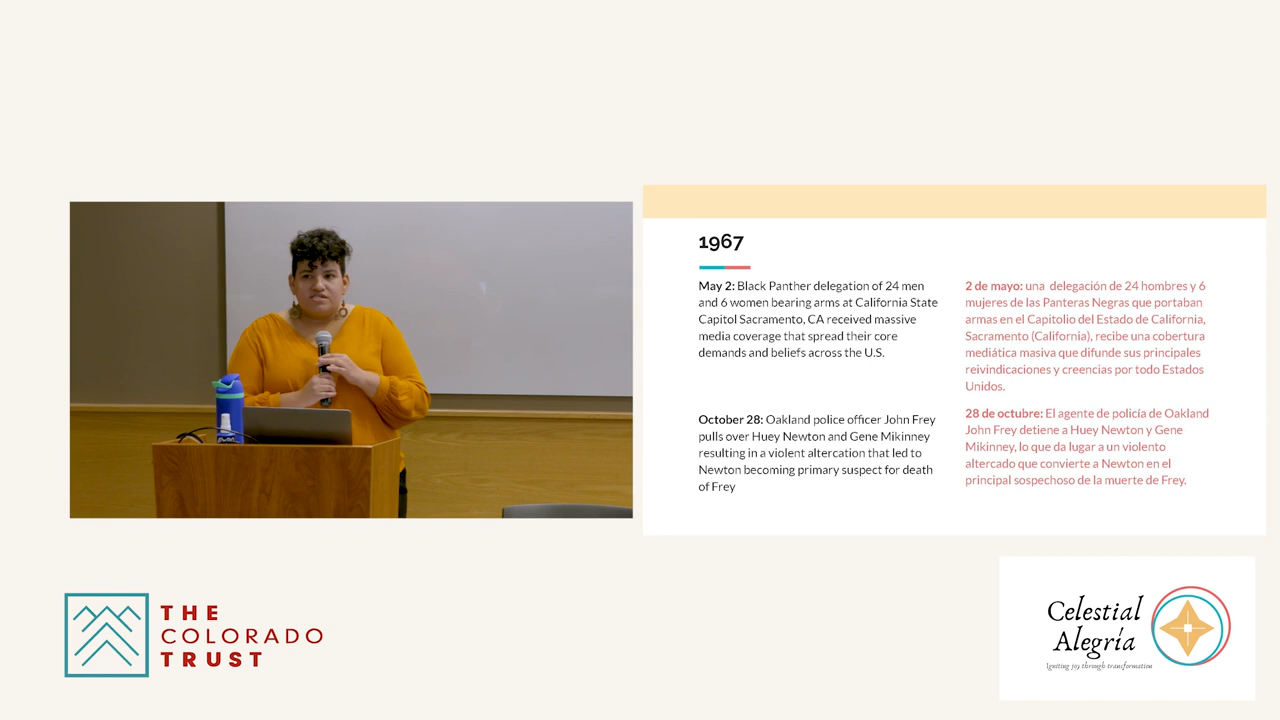 1967
May 2: Black Panther delegation of 24 men
and 6 women bearing arms at California State
Capitol Sacramento, CA received massive
media coverage that spread their core
demands and beliefs across the U.S.
October 28: Oakland police officer John Frey
pulls over Huey Newton and Gene Mikinney
resulting in a violent altercation that led to
Newton becoming primary suspect for death
of Frey
2 de mayo: una delegación de 24 hombres y 6
mujeres de las Panteras Negras que portaban
armas en el Capitolio del Estado de California,
Sacramento (California), recibe una cobertura
mediática masiva que difunde sus principales
reivindicaciones y creencias por todo Estados
Unidos.
28 de octubre: El agente de policía de Oakland
John Frey detiene a Huey Newton y Gene
Mikinney, lo que da lugar a un violento
altercado que convierte a Newton en el
principal sospechoso de la muerte de Frey.
THE
COLORADO
TRUST
Celestial
Alegría
Igniting joy through transformation